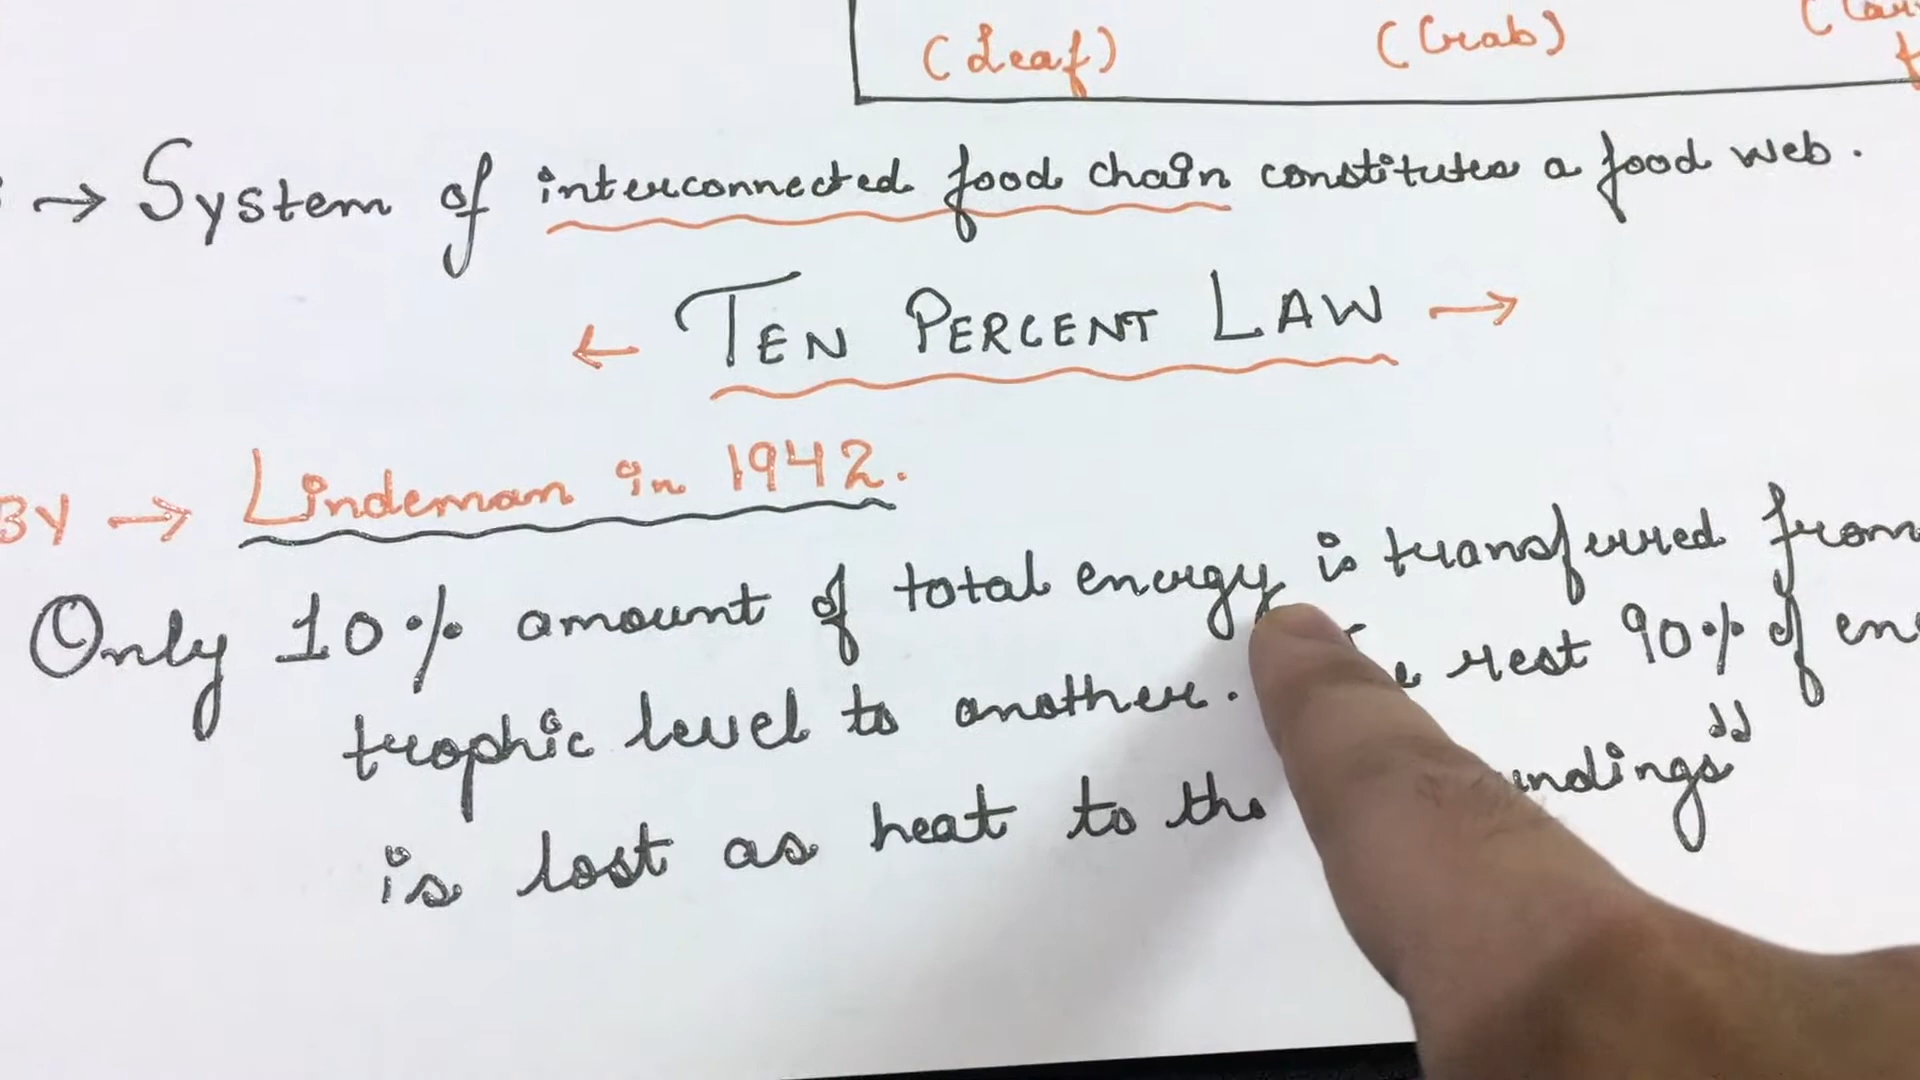 (Leaf) (Crab)
→ System of interconnected food chain constitutes a food web.
← TEN PERCENT LAW →
BY → Lindeman in 1942.
Only 10% amount of total energy is transferred from
trophic level to another. rest 90% of
is lost as heat to the